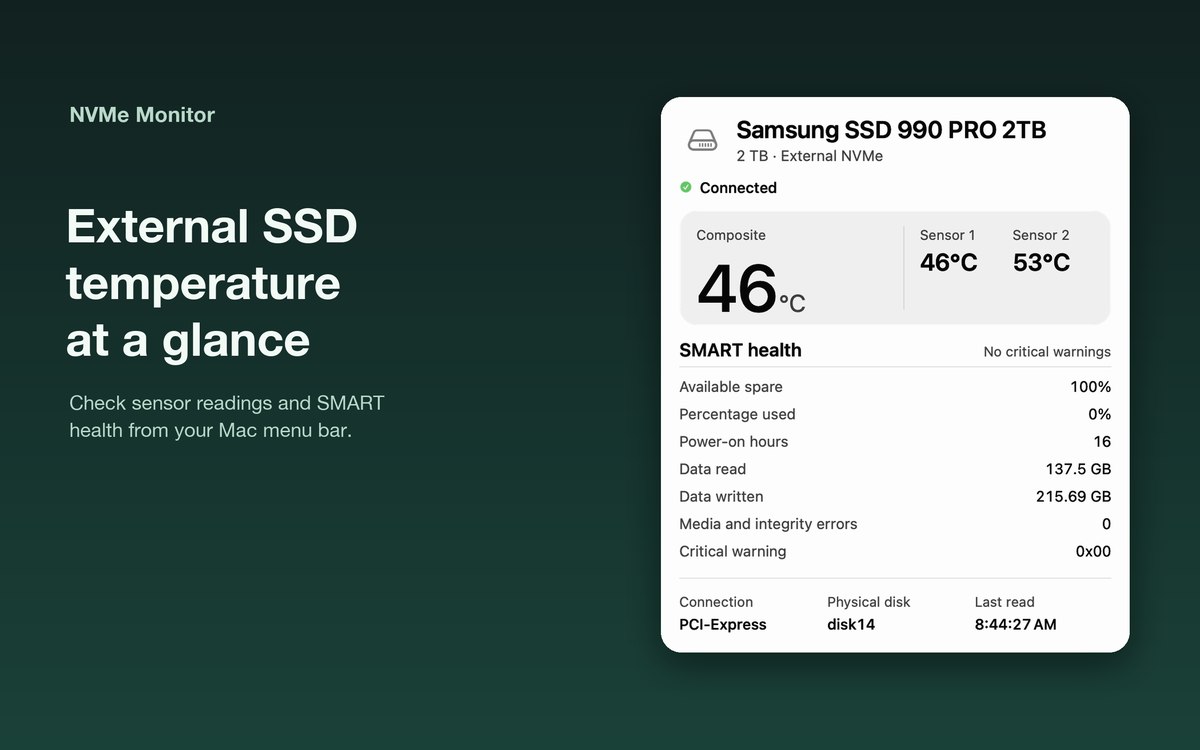 NVMe Monitor
External SSD
temperature
at a glance
Check sensor readings and SMART
health from your Mac menu bar.
Samsung SSD 990 PRO 2TB
2 TB · External NVMe
Connected
Composite
46°C
Sensor 1
46°C
Sensor 2
53°C
SMART health
No critical warnings
Available spare 100%
Percentage used 0%
Power-on hours 16
Data read 137.5 GB
Data written 215.69 GB
Media and integrity errors 0
Critical warning 0x00
Connection
PCI-Express
Physical disk
disk14
Last read
8:44:27 AM